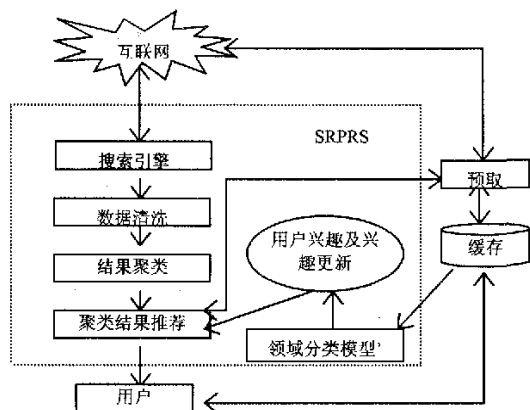 互联网
SRPRS
搜索引擎
预取
数据清洗
用户兴趣及兴
趣更新
缓存
结果聚类
聚类结果推荐
领域分类模型
用户